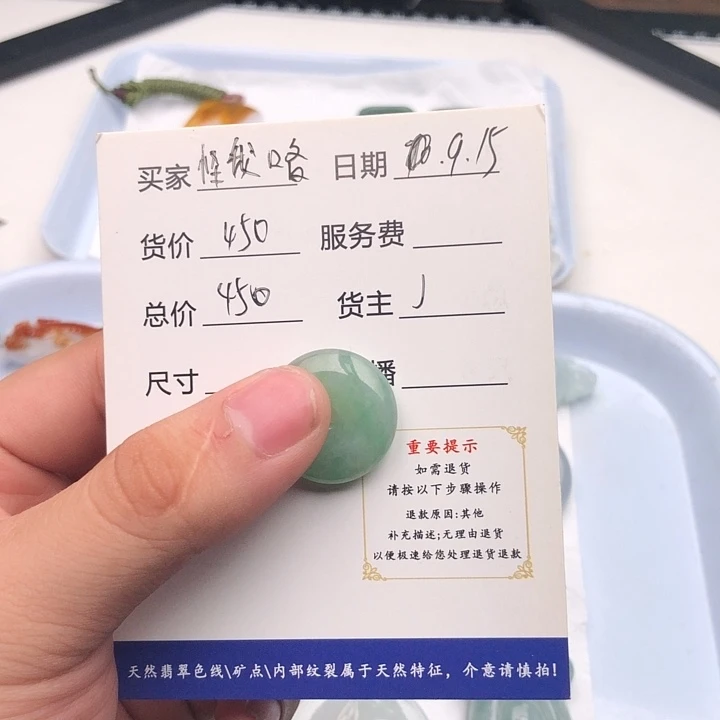 买家 日期 .9.15
货价 450 服务费
总价 450 货主 J
尺寸 播
重要提示
如需退货
请按以下步骤操作
退款原因:其他
补充描述;无理由退货
以便极速给您处理退货退款
天然翡翠色线\矿点\内部纹裂属于天然特征，介意请慎拍!